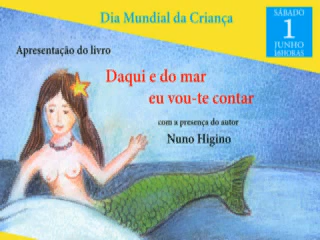 Dia Mundial da Criança
SÁBADO
1
JUNHO
16HORAS
Apresentação do livro
Daqui e do mar
eu vou-te contar
com a presença do autor
Nuno Higino